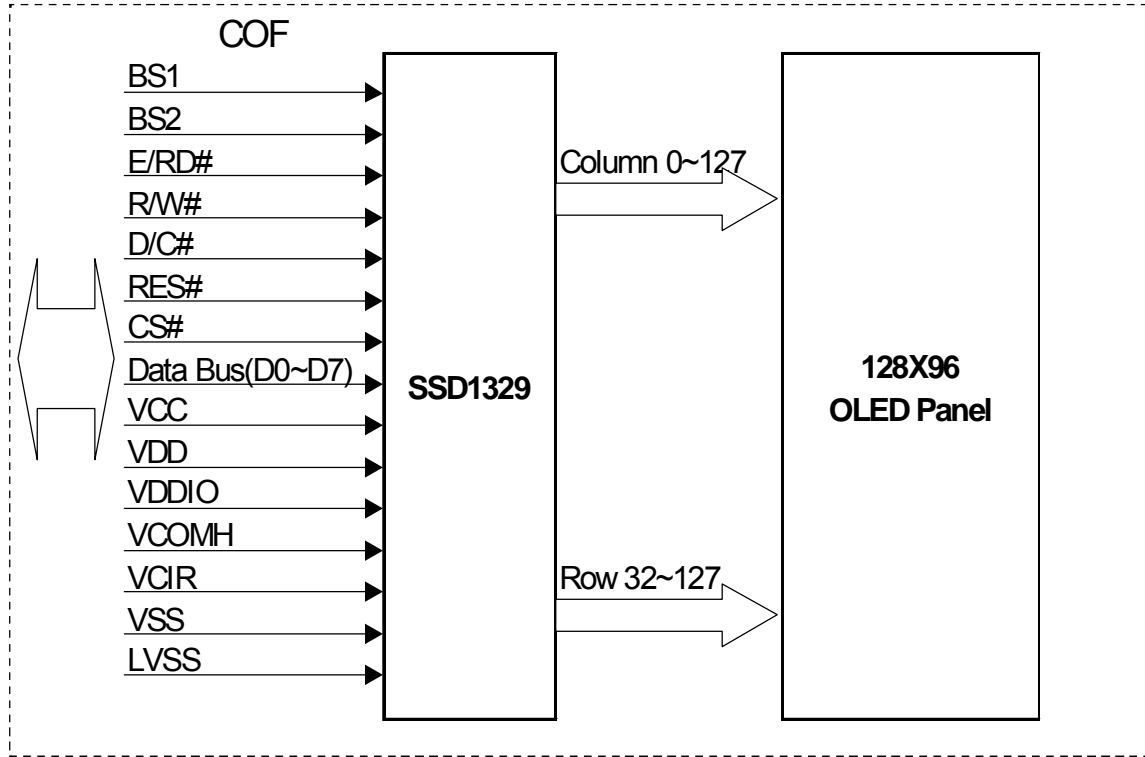 COF
BS1
BS2
E/RD#
R/W#
D/C#
RES#
CS#
Data Bus(D0~D7)
VCC
VDD
VDDIO
VCOMH
VCIR
VSS
LVSS
SSD1329
Column 0~127
Row 32~127
128X96
OLED Panel